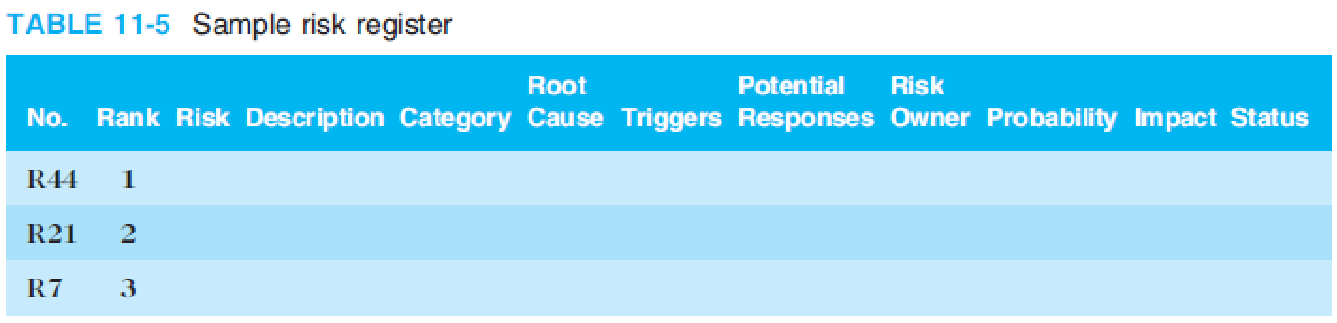 TABLE 11-5 Sample risk register
Root Potential Risk
No. Rank Risk Description Category Cause Triggers Responses Owner Probability Impact Status
R44 1
R21 2
R7 3